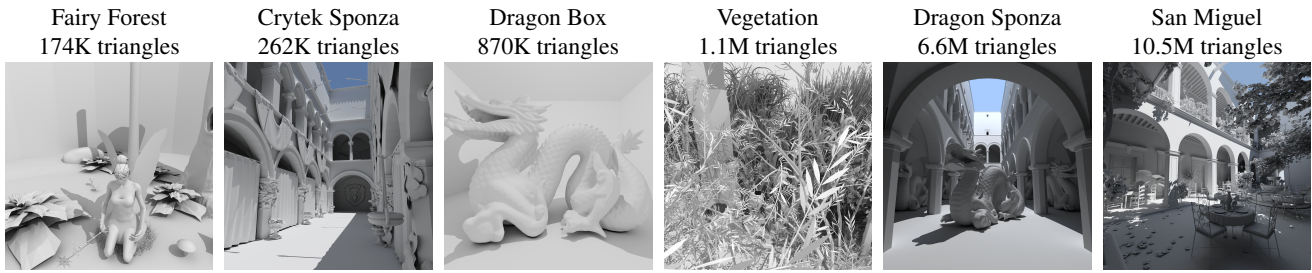 Fairy Forest
174K triangles
Crytek Sponza
262K triangles
Dragon Box
870K triangles
Vegetation
1.1M triangles
Dragon Sponza
6.6M triangles
San Miguel
10.5M triangles